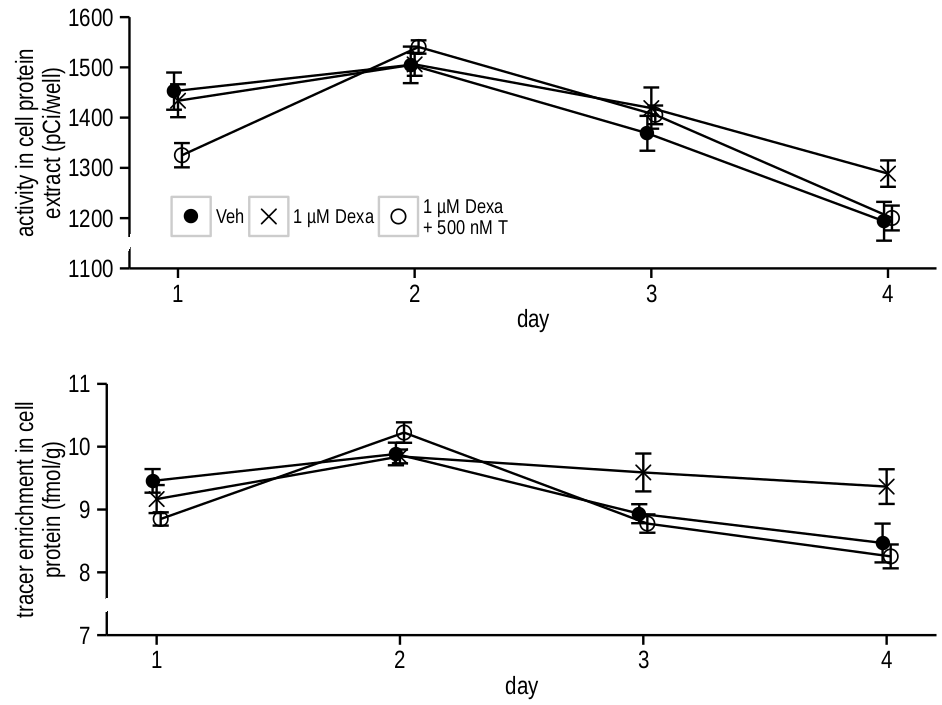 1600
1500
1400
1300
1200
1100
activity in cell protein
extract (pCi/well)
Veh
1 µM Dexa
1 µM Dexa
+ 500 nM T
1 2 3 4
day
11
10
9
8
7
tracer enrichment in cell
protein (fmol/g)
1 2 3 4
day